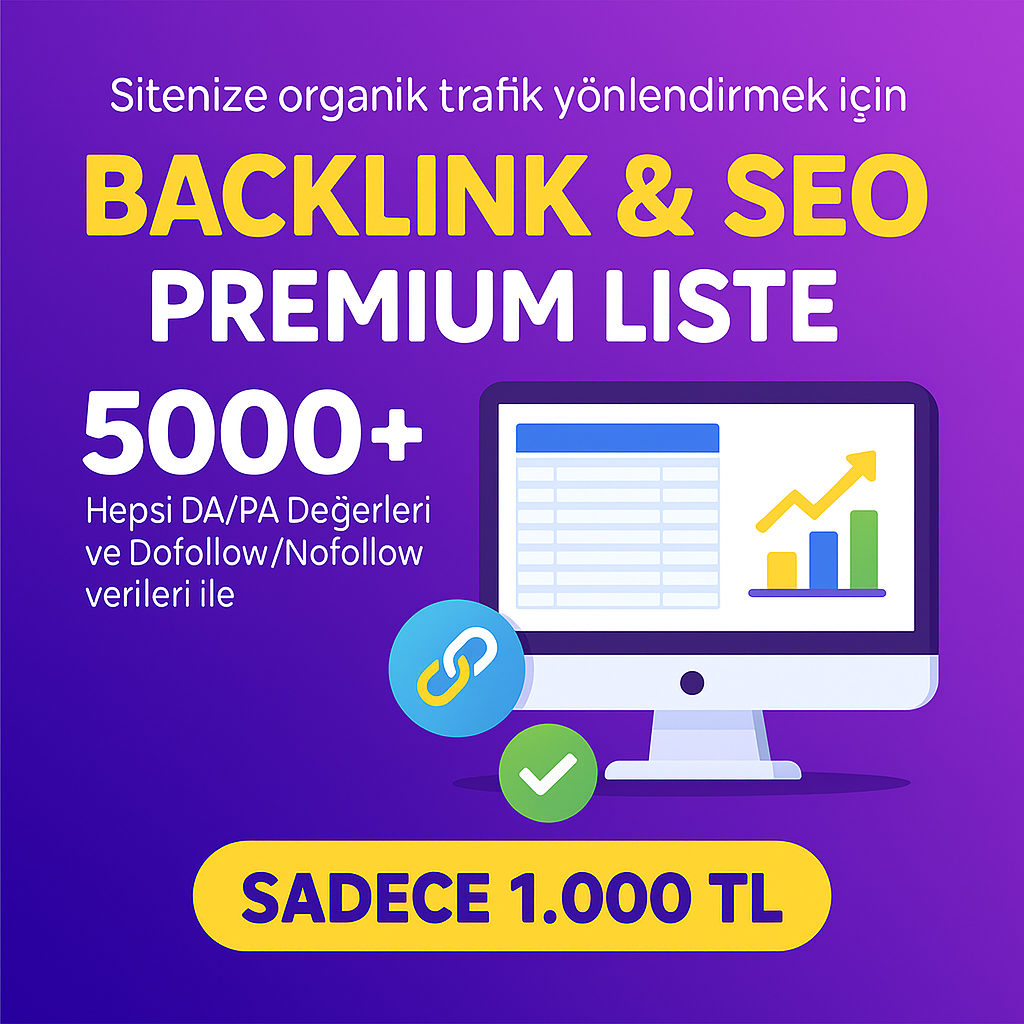 Sitenize organik trafik yönlendirmek için
BACKLINK & SEO
PREMIUM LISTE
5000+
Hepsi DA/PA Değerleri
ve Dofollow/Nofollow
verileri ile
SADECE 1.000 TL